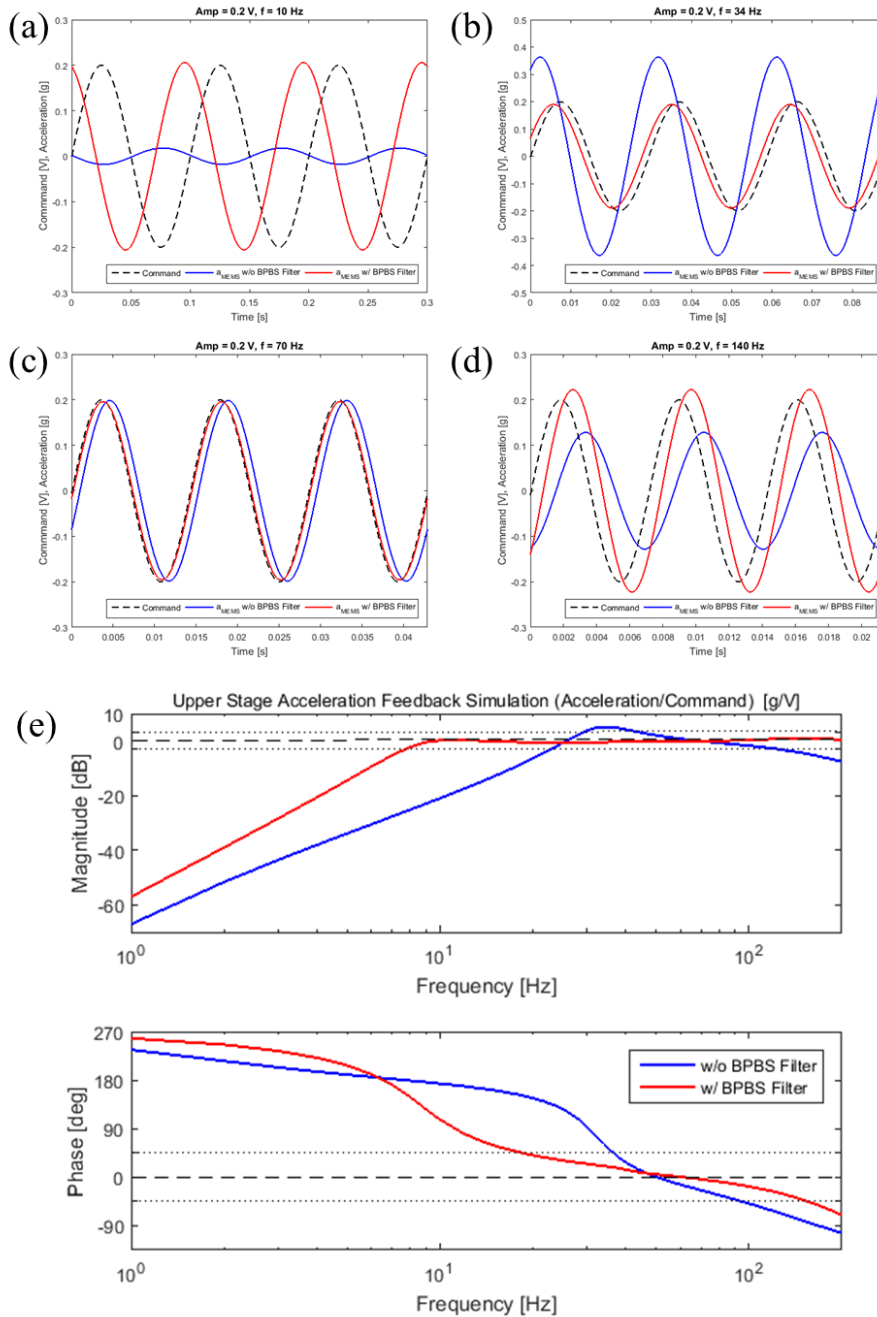 (a)
Amp = 0.2 V, f = 10 Hz
0.3
0.2
0.1
0
-0.1
-0.2
-0.3
Commmand [V], Acceleration [g]
Command
aMEMS w/o BPBS Filter
aMEMS w/ BPBS Filter
0 0.05 0.1 0.15 0.2 0.25 0.3
Time [s]
(b)
Amp = 0.2 V, f = 34 Hz
0.5
0.4
0.3
0.2
0.1
0
-0.1
-0.2
-0.3
-0.4
-0.5
Commmand [V], Acceleration [g]
Command
aMEMS w/o BPBS Filter
aMEMS w/ BPBS Filter
0 0.01 0.02 0.03 0.04 0.05 0.06 0.07 0.08
Time [s]
(c)
Amp = 0.2 V, f = 70 Hz
0.3
0.2
0.1
0
-0.1
-0.2
-0.3
Commmand [V], Acceleration [g]
Command
aMEMS w/o BPBS Filter
aMEMS w/ BPBS Filter
0 0.005 0.01 0.015 0.02 0.025 0.03 0.035 0.04
Time [s]
(d)
Amp = 0.2 V, f = 140 Hz
0.3
0.2
0.1
0
-0.1
-0.2
-0.3
Commmand [V], Acceleration [g]
Command
aMEMS w/o BPBS Filter
aMEMS w/ BPBS Filter
0 0.002 0.004 0.006 0.008 0.01 0.012 0.014 0.016 0.018 0.02
Time [s]
(e)
Upper Stage Acceleration Feedback Simulation (Acceleration/Command) [g/V]
10
0
-20
-40
-60
Magnitude [dB]
10^0 10^1 10^2
Frequency [Hz]
270
180
90
0
-90
Phase [deg]
w/o BPBS Filter
w/ BPBS Filter
10^0 10^1 10^2
Frequency [Hz]